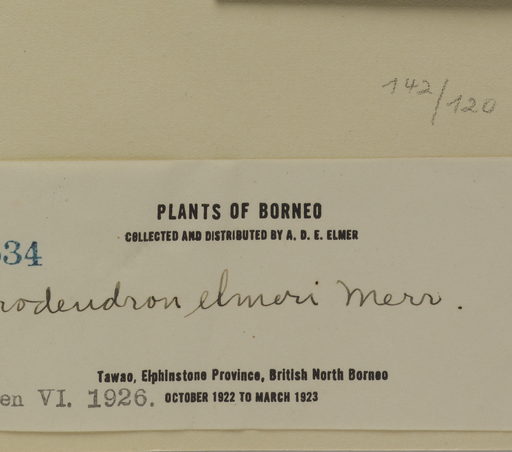 142/120
PLANTS OF BORNEO
COLLECTED AND DISTRIBUTED BY A. D. E. ELMER
34
rodendron elmeri Merr.
Tawao, Elphinstone Province, British North Borneo
en VI. 1926. OCTOBER 1922 TO MARCH 1923